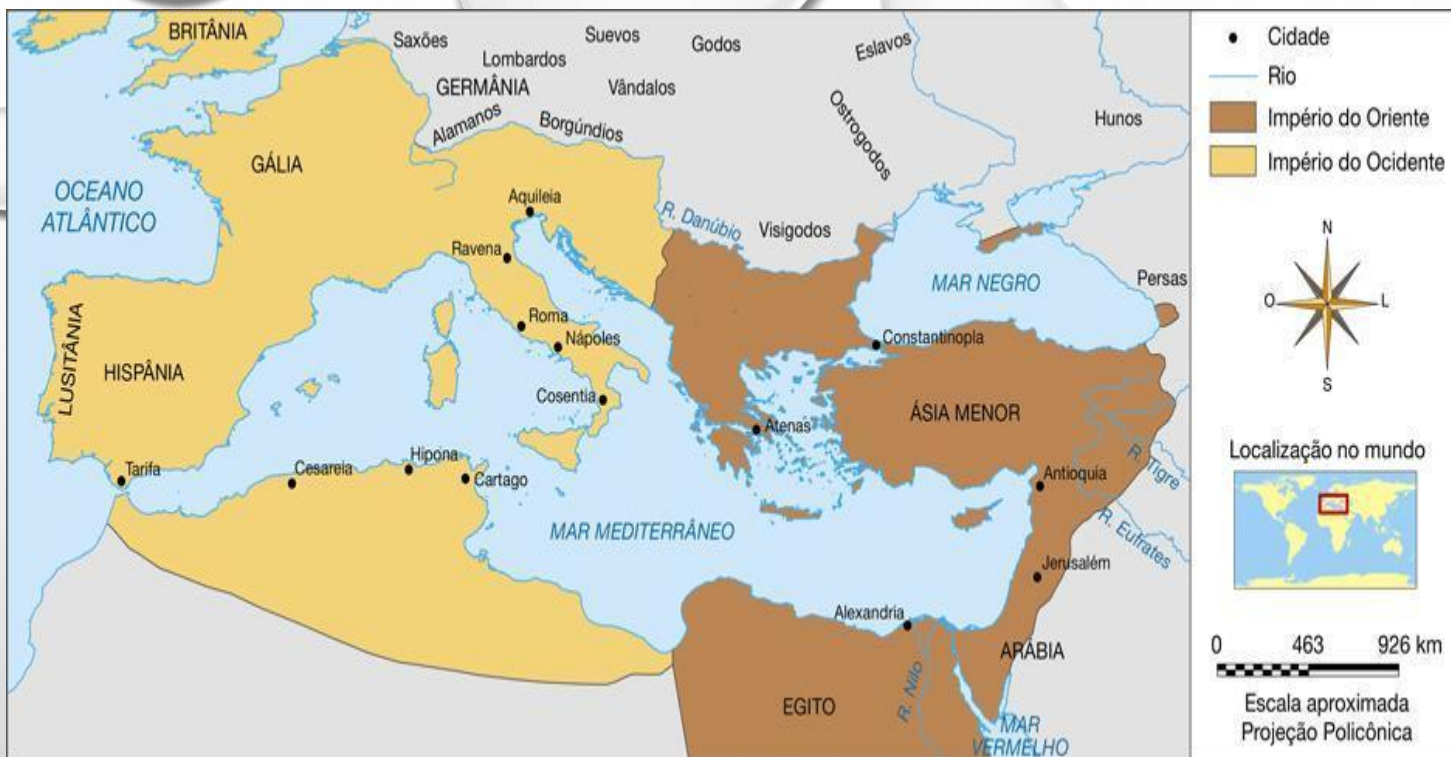 BRITÂNIA
Saxões
Suevos
Godos
Eslavos
Lombardos
GERMÂNIA
Vândalos
Hunos
Alamanos
Borgúndios
Ostrogodos
GÁLIA
OCEANO
ATLÂNTICO
Aquileia
R. Danúbio
Visigodos
Ravena
MAR NEGRO
Persas
Roma
Nápoles
Constantinopla
LUSITÂNIA
HISPÂNIA
Cosentia
Atenas
ÁSIA MENOR
Tarifa
Cesareia
Hipona
Cartago
Antioquia
R. Tigre
R. Eufrates
MAR MEDITERRÂNEO
Jerusalém
Alexandria
ARÁBIA
R. Nilo
EGITO
MAR
VERMELHO
Cidade
Rio
Império do Oriente
Império do Ocidente
N
O
L
S
Localização no mundo
0 463 926 km
Escala aproximada
Projeção Policônica